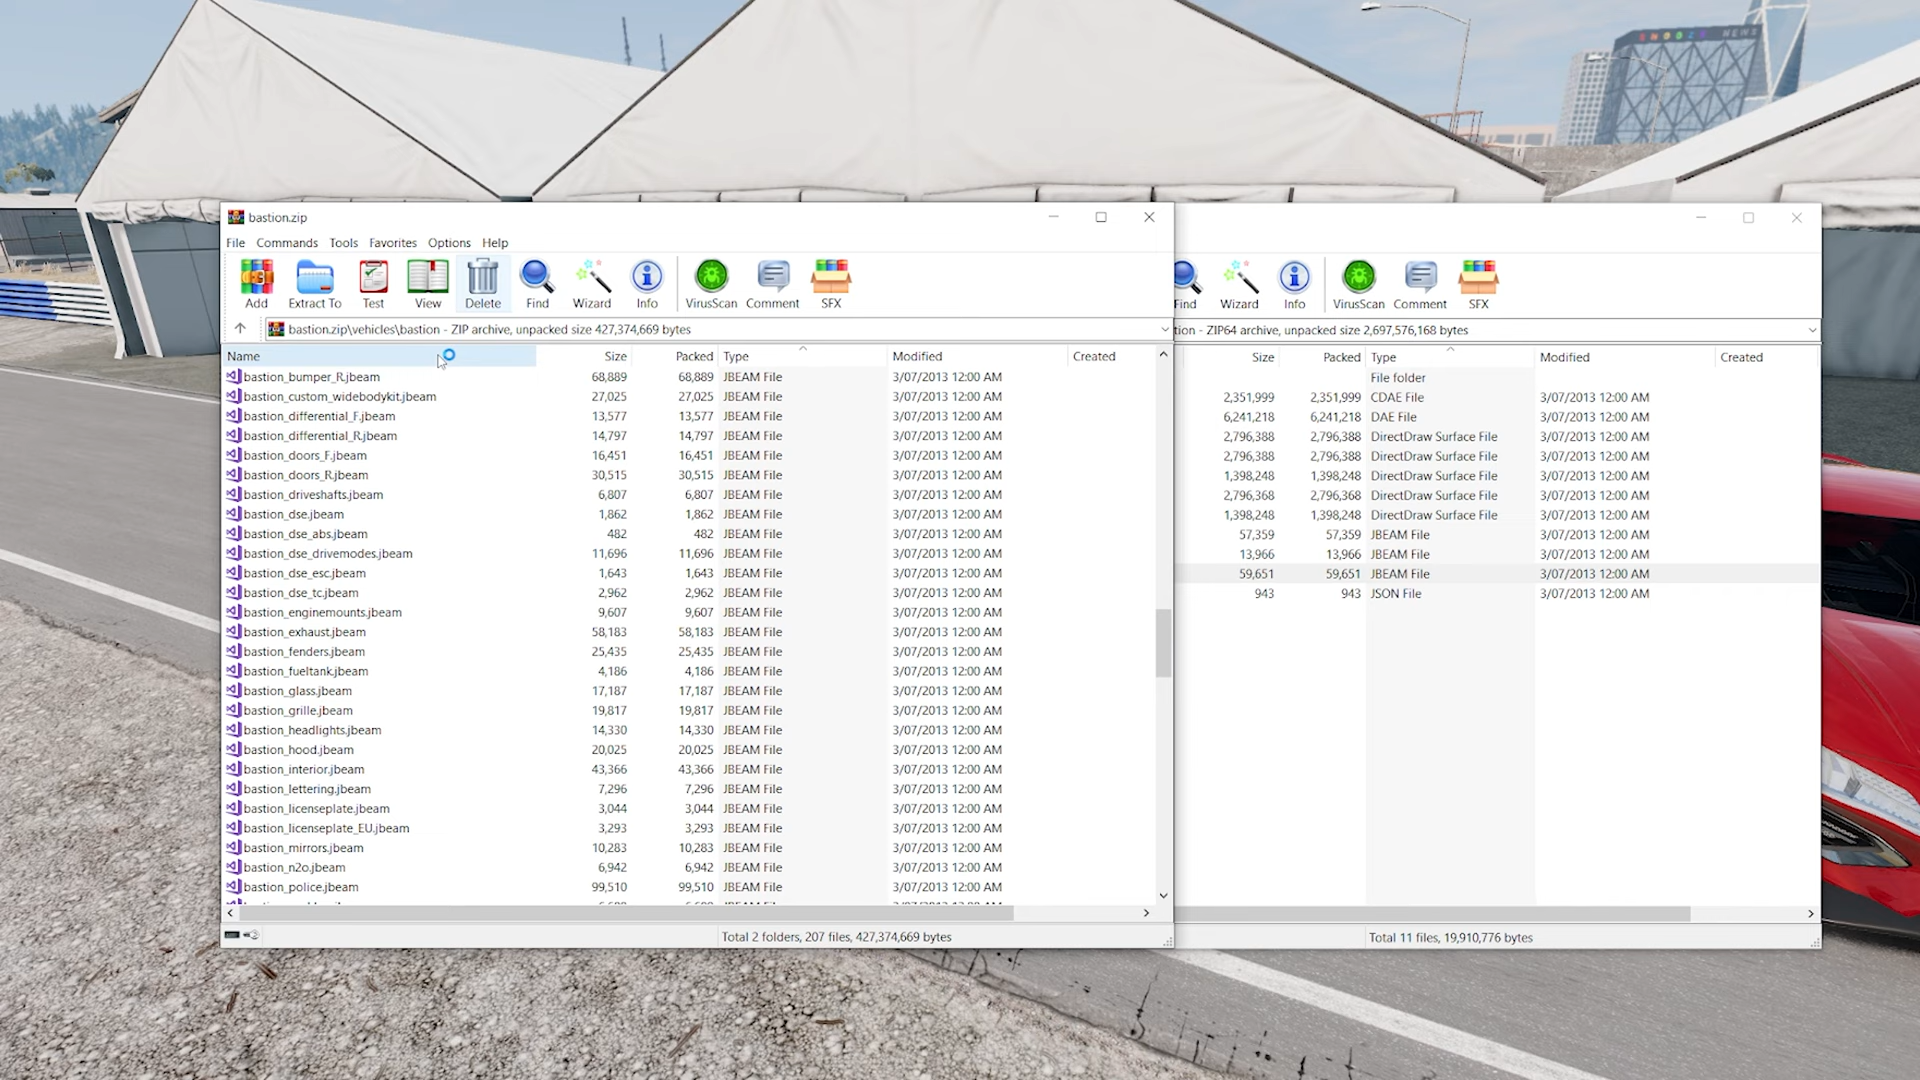 SNOOZE NEWS
bastion.zip
File Commands Tools Favorites Options Help
Add Extract To Test View Delete Find Wizard Info VirusScan Comment SFX
bastion.zip\vehicles\bastion - ZIP archive, unpacked size 427,374,669 bytes
Name Size Packed Type Modified Created
bastion_bumper_R.jbeam 68,889 68,889 JBEAM File 3/07/2013 12:00 AM
bastion_custom_widebodykit.jbeam 27,025 27,025 JBEAM File 3/07/2013 12:00 AM
bastion_differential_F.jbeam 13,577 13,577 JBEAM File 3/07/2013 12:00 AM
bastion_differential_R.jbeam 14,797 14,797 JBEAM File 3/07/2013 12:00 AM
bastion_doors_F.jbeam 16,451 16,451 JBEAM File 3/07/2013 12:00 AM
bastion_doors_R.jbeam 30,515 30,515 JBEAM File 3/07/2013 12:00 AM
bastion_driveshafts.jbeam 6,807 6,807 JBEAM File 3/07/2013 12:00 AM
bastion_dse.jbeam 1,862 1,862 JBEAM File 3/07/2013 12:00 AM
bastion_dse_abs.jbeam 482 482 JBEAM File 3/07/2013 12:00 AM
bastion_dse_drivemodes.jbeam 11,696 11,696 JBEAM File 3/07/2013 12:00 AM
bastion_dse_esc.jbeam 1,643 1,643 JBEAM File 3/07/2013 12:00 AM
bastion_dse_tc.jbeam 2,962 2,962 JBEAM File 3/07/2013 12:00 AM
bastion_enginemounts.jbeam 9,607 9,607 JBEAM File 3/07/2013 12:00 AM
bastion_exhaust.jbeam 58,183 58,183 JBEAM File 3/07/2013 12:00 AM
bastion_fenders.jbeam 25,435 25,435 JBEAM File 3/07/2013 12:00 AM
bastion_fueltank.jbeam 4,186 4,186 JBEAM File 3/07/2013 12:00 AM
bastion_glass.jbeam 17,187 17,187 JBEAM File 3/07/2013 12:00 AM
bastion_grille.jbeam 19,817 19,817 JBEAM File 3/07/2013 12:00 AM
bastion_headlights.jbeam 14,330 14,330 JBEAM File 3/07/2013 12:00 AM
bastion_hood.jbeam 20,025 20,025 JBEAM File 3/07/2013 12:00 AM
bastion_interior.jbeam 43,366 43,366 JBEAM File 3/07/2013 12:00 AM
bastion_lettering.jbeam 7,296 7,296 JBEAM File 3/07/2013 12:00 AM
bastion_licenseplate.jbeam 3,044 3,044 JBEAM File 3/07/2013 12:00 AM
bastion_licenseplate_EU.jbeam 3,293 3,293 JBEAM File 3/07/2013 12:00 AM
bastion_mirrors.jbeam 10,283 10,283 JBEAM File 3/07/2013 12:00 AM
bastion_n2o.jbeam 6,942 6,942 JBEAM File 3/07/2013 12:00 AM
bastion_police.jbeam 99,510 99,510 JBEAM File 3/07/2013 12:00 AM
Total 2 folders, 207 files, 427,374,669 bytes
Find Wizard Info VirusScan Comment SFX
tion - ZIP64 archive, unpacked size 2,697,576,168 bytes
Size Packed Type Modified Created
File folder
2,351,999 2,351,999 CDAE File 3/07/2013 12:00 AM
6,241,218 6,241,218 DAE File 3/07/2013 12:00 AM
2,796,388 2,796,388 DirectDraw Surface File 3/07/2013 12:00 AM
2,796,388 2,796,388 DirectDraw Surface File 3/07/2013 12:00 AM
1,398,248 1,398,248 DirectDraw Surface File 3/07/2013 12:00 AM
2,796,368 2,796,368 DirectDraw Surface File 3/07/2013 12:00 AM
1,398,248 1,398,248 DirectDraw Surface File 3/07/2013 12:00 AM
57,359 57,359 JBEAM File 3/07/2013 12:00 AM
13,966 13,966 JBEAM File 3/07/2013 12:00 AM
59,651 59,651 JBEAM File 3/07/2013 12:00 AM
943 943 JSON File 3/07/2013 12:00 AM
Total 11 files, 19,910,776 bytes